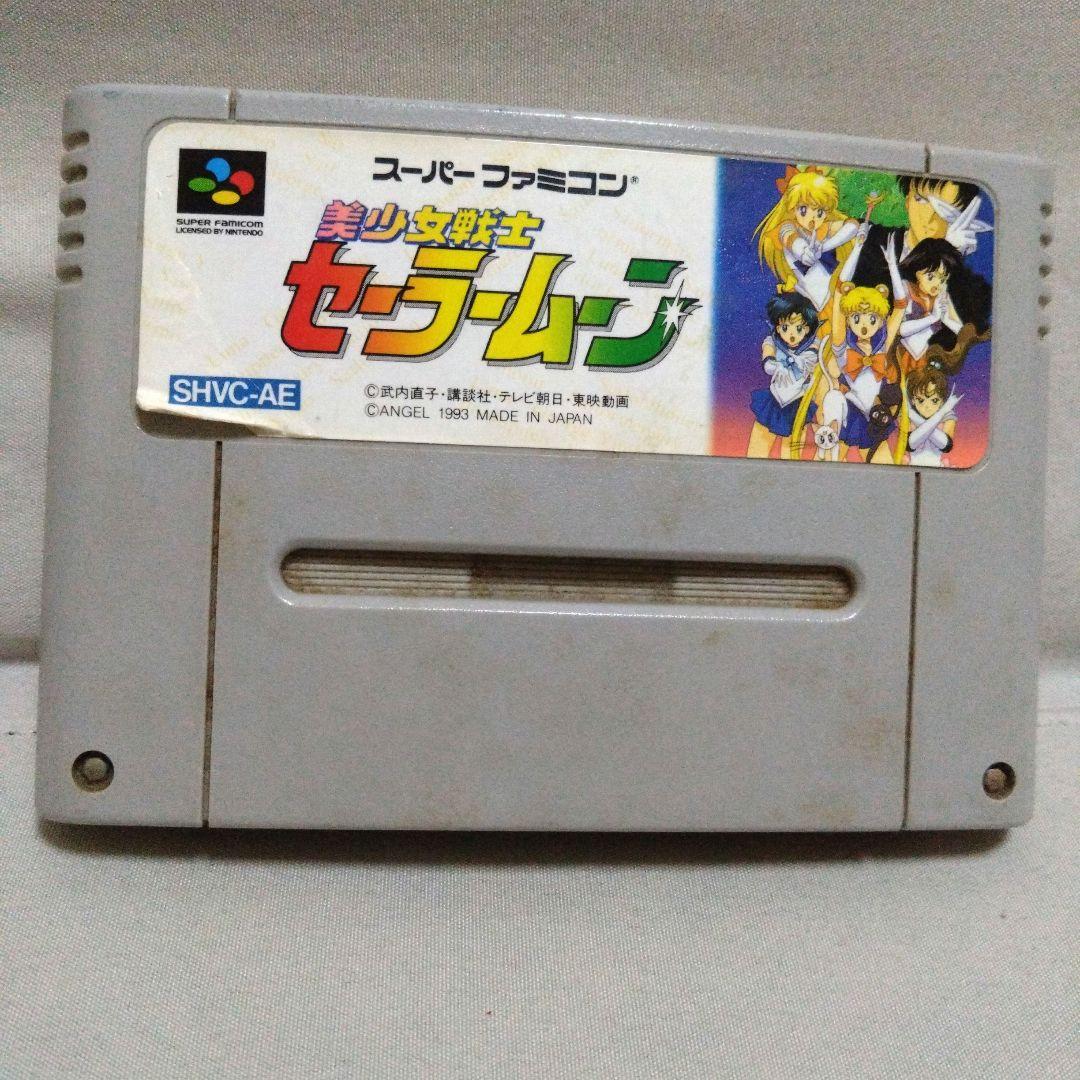 スーパーファミコン®
SUPER FAMICOM
LICENSED BY NINTENDO
美少女戦士
セーラームーン
SHVC-AE
©武内直子・講談社・テレビ朝日・東映動画
©ANGEL 1993 MADE IN JAPAN